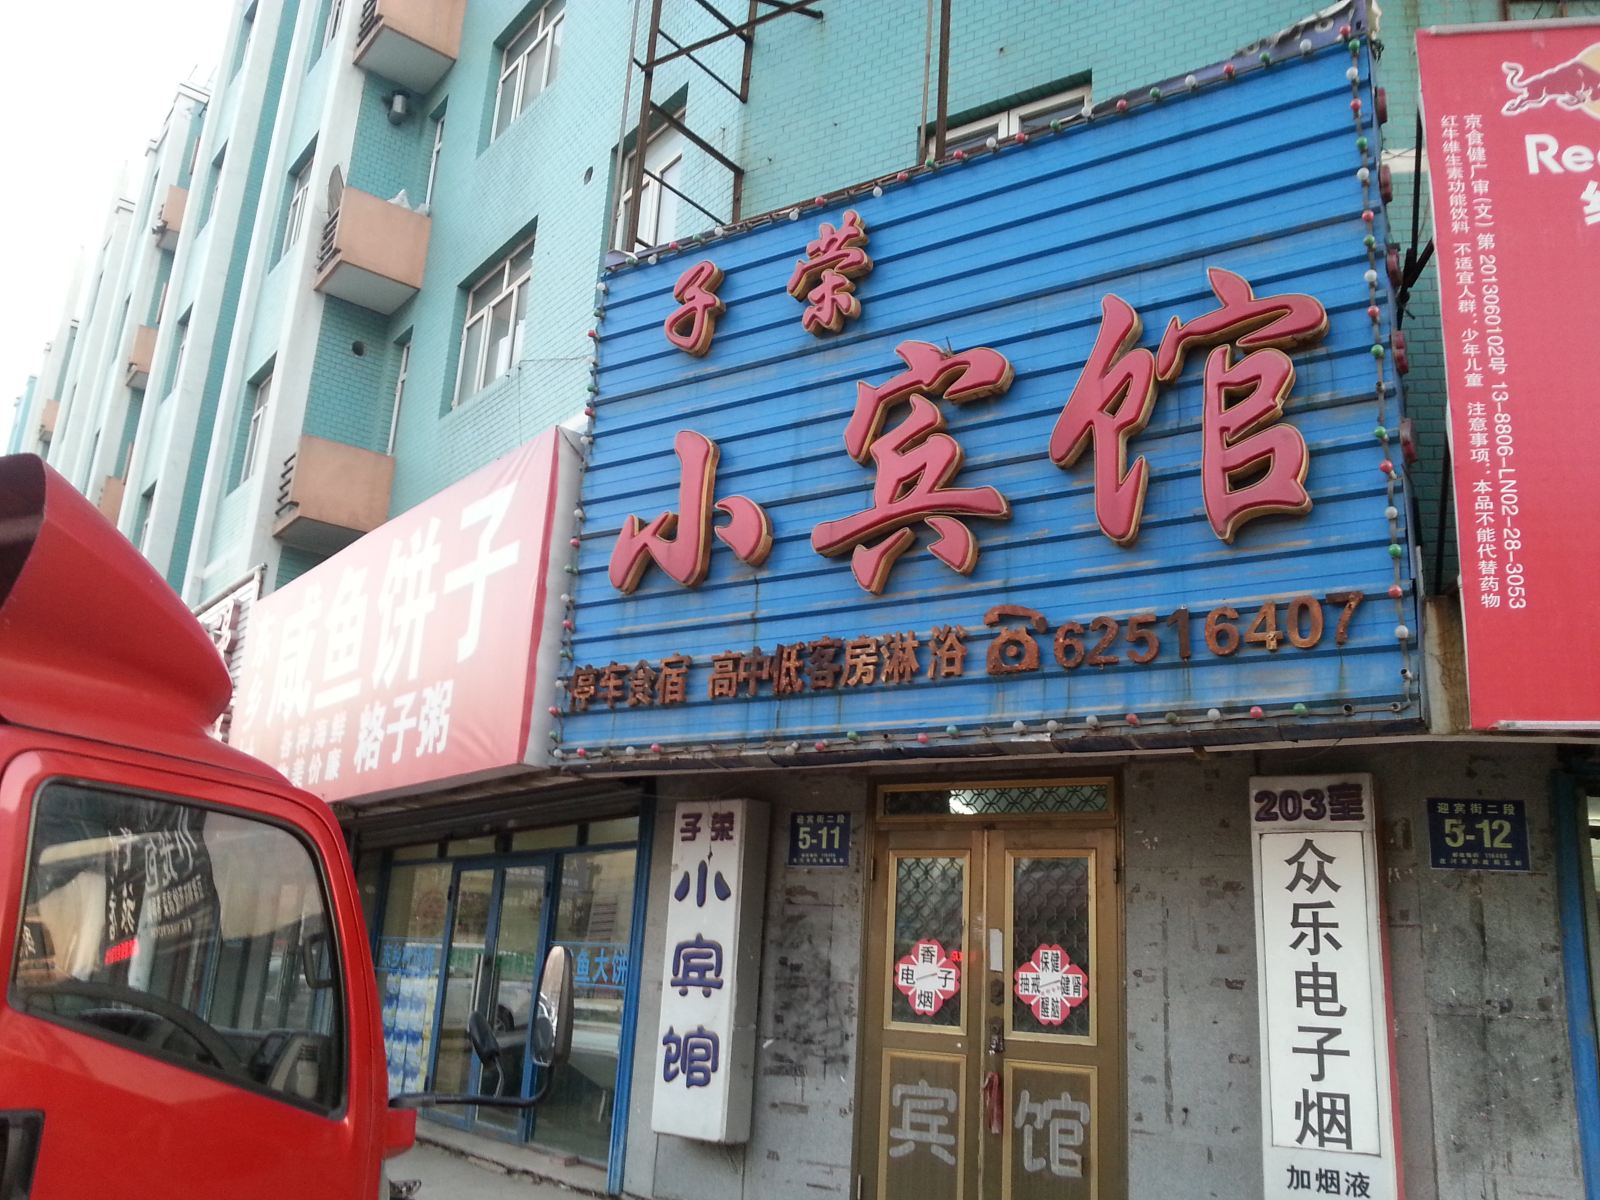 子荣
小宾馆
停车食宿 高中低客房淋浴 ☎62516407
咸鱼饼子
各种海鲜
美价廉
粥子粥
子荣
小宾馆
迎宾街二段
5-11
香
电子
烟
保健
抽戒 健肾
醒脑
宾馆
203室
众乐电子烟
加烟液
迎宾街二段
5-12
京食健广审(文)第2013060102号 13-8806-LN02-28-3053
红牛维生素功能饮料 不适宜人群：少年儿童 注意事项：本品不能代替药物
鱼大饼